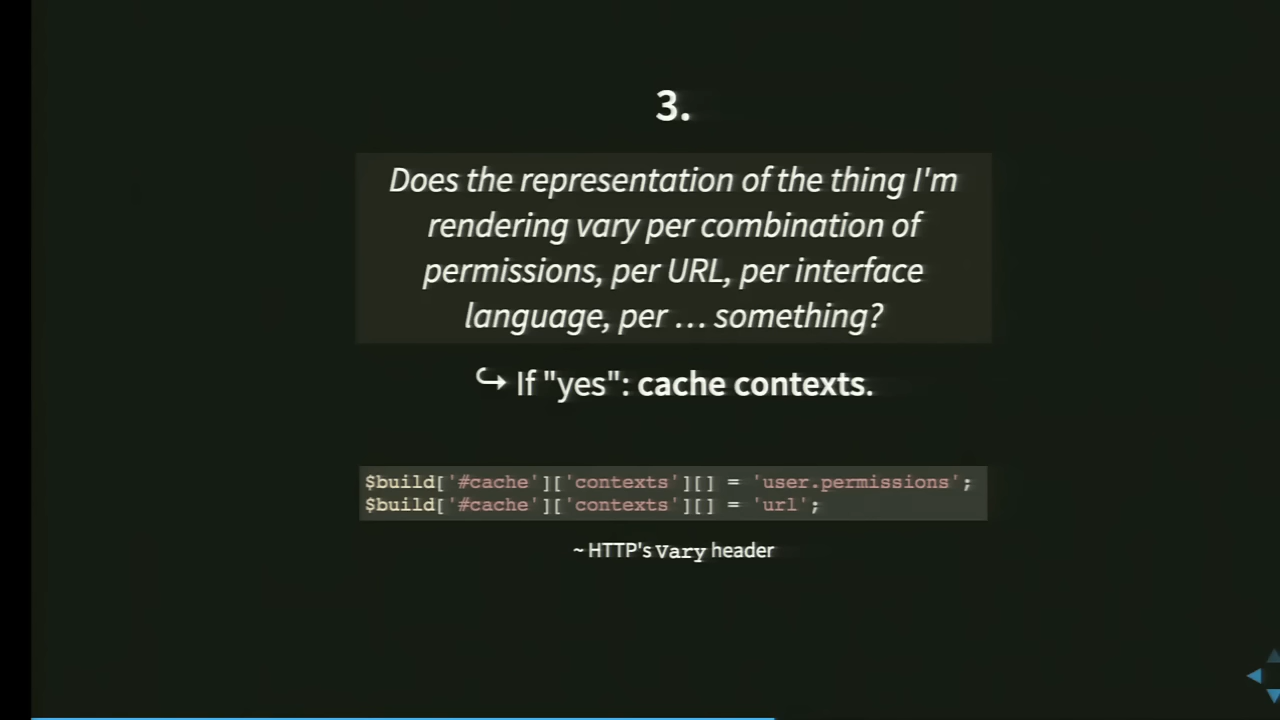 3.
Does the representation of the thing I'm
rendering vary per combination of
permissions, per URL, per interface
language, per … something?
↪ If "yes": cache contexts.
$build['#cache']['contexts'][] = 'user.permissions';
$build['#cache']['contexts'][] = 'url';
~ HTTP's Vary header